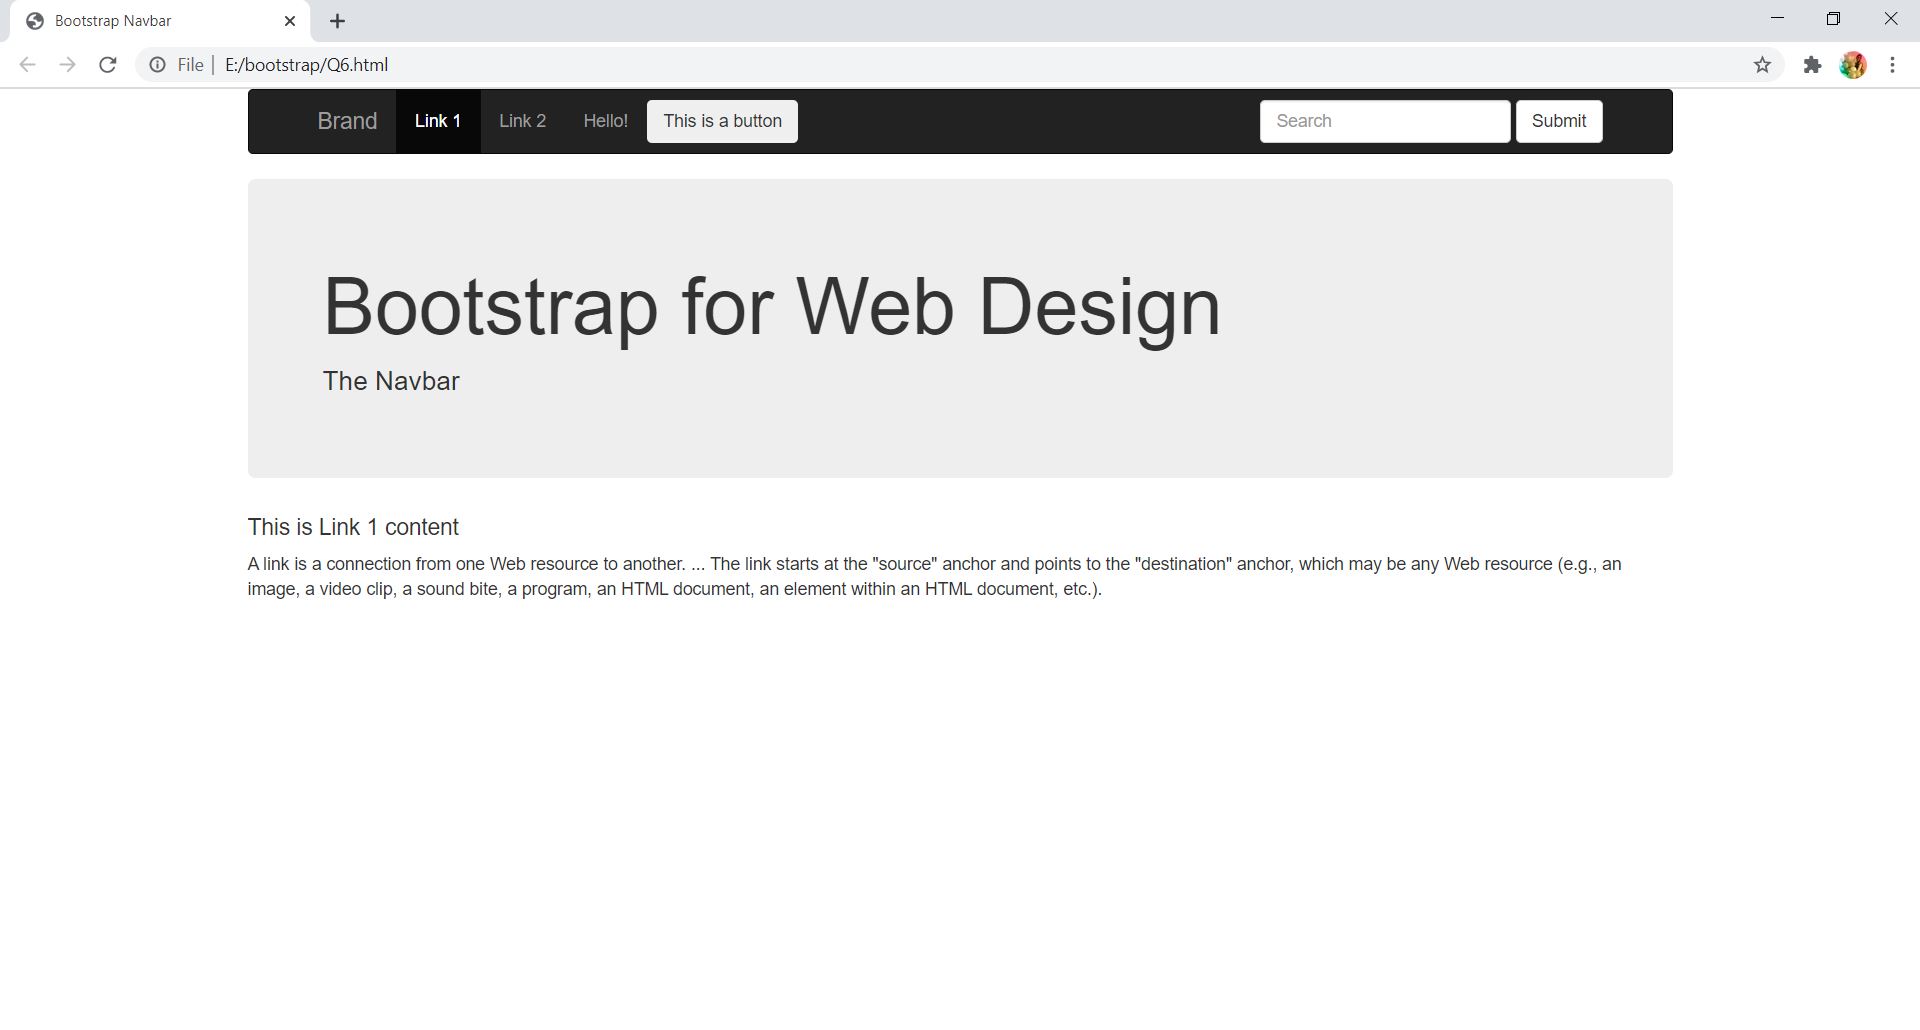 Bootstrap Navbar
File | E:/bootstrap/Q6.html
Brand Link 1 Link 2 Hello! This is a button Search Submit
Bootstrap for Web Design
The Navbar
This is Link 1 content
A link is a connection from one Web resource to another. ... The link starts at the "source" anchor and points to the "destination" anchor, which may be any Web resource (e.g., an
image, a video clip, a sound bite, a program, an HTML document, an element within an HTML document, etc.).